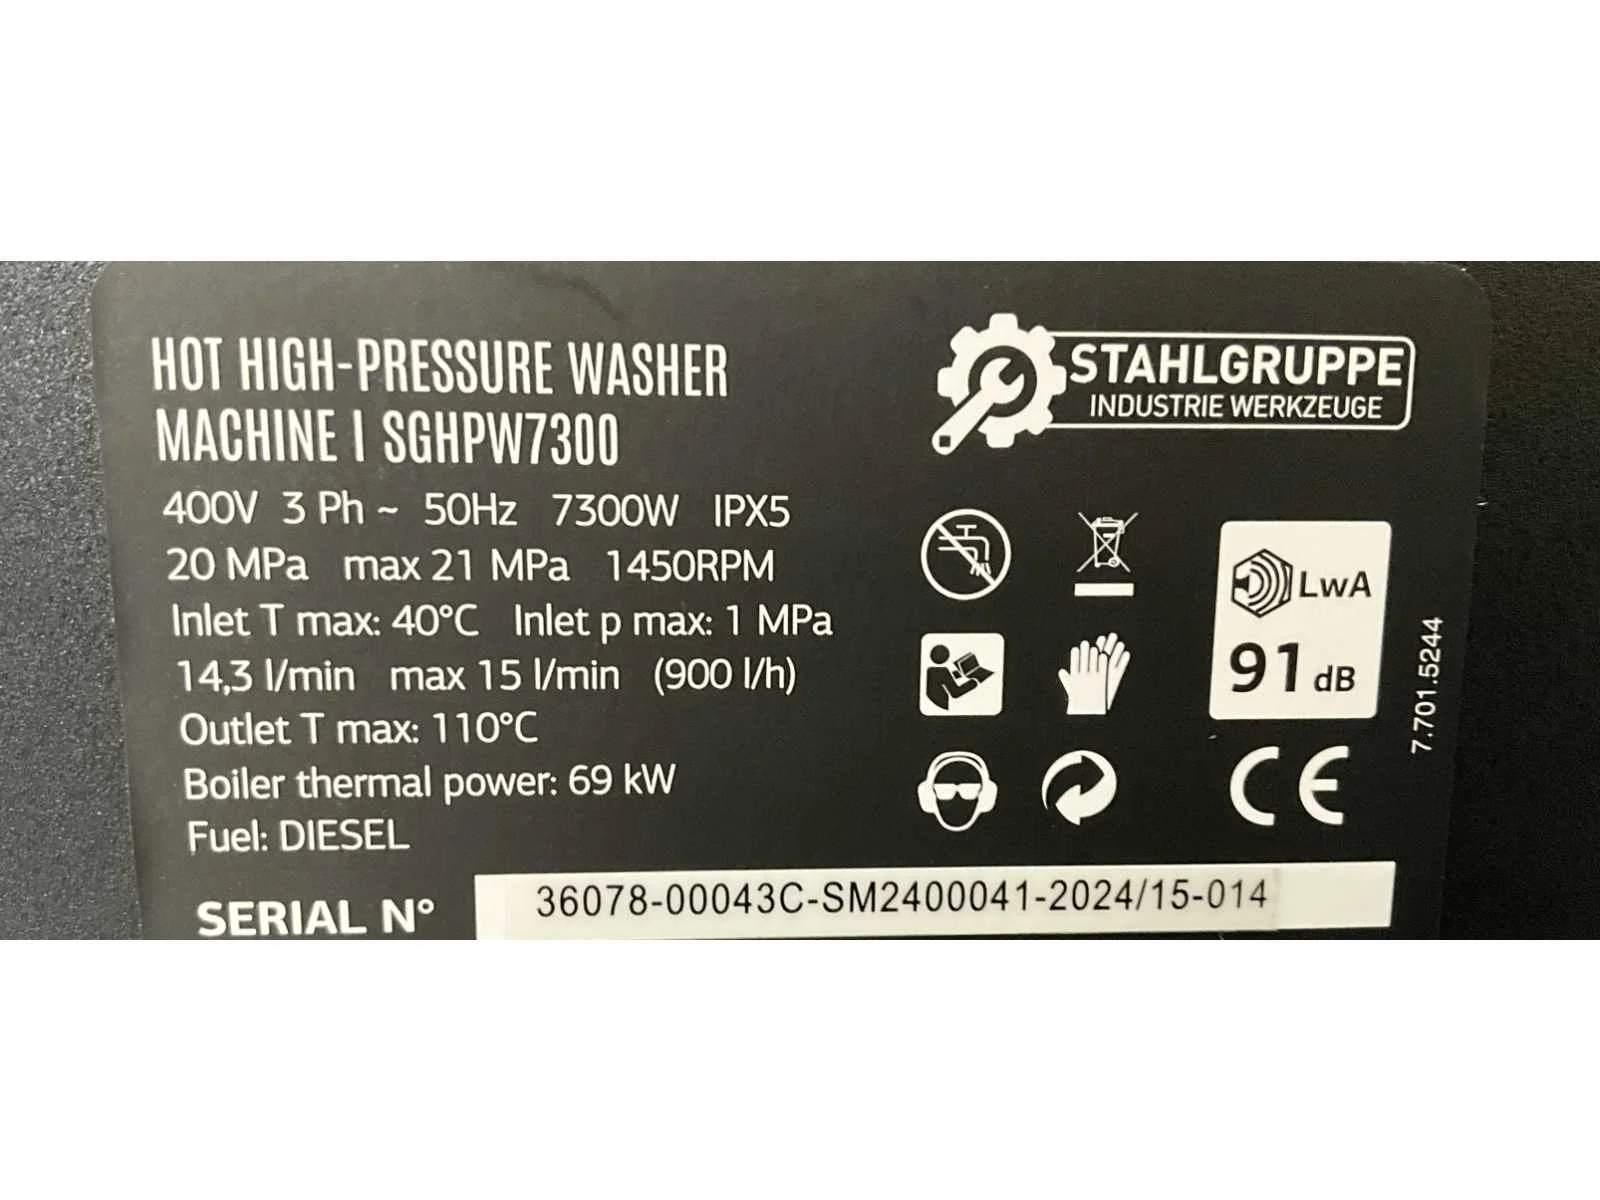 HOT HIGH-PRESSURE WASHER
MACHINE | SGHPW7300
400V 3 Ph ~ 50Hz 7300W IPX5
20 MPa max 21 MPa 1450RPM
Inlet T max: 40°C Inlet p max: 1 MPa
14,3 l/min max 15 l/min (900 l/h)
Outlet T max: 110°C
Boiler thermal power: 69 kW
Fuel: DIESEL
SERIAL N° 36078-00043C-SM2400041-2024/15-014
STAHLGRUPPE
INDUSTRIE WERKZEUGE
LwA
91 dB
CE
7.701.5244